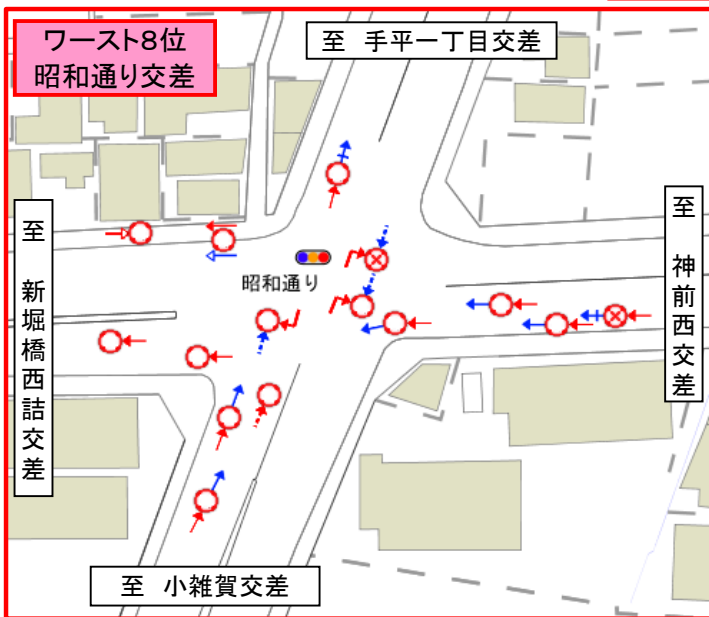 ワースト8位
昭和通り交差
至 手平一丁目交差
至 新堀橋西詰交差
昭和通り
至 神前西交差
至 小雑賀交差